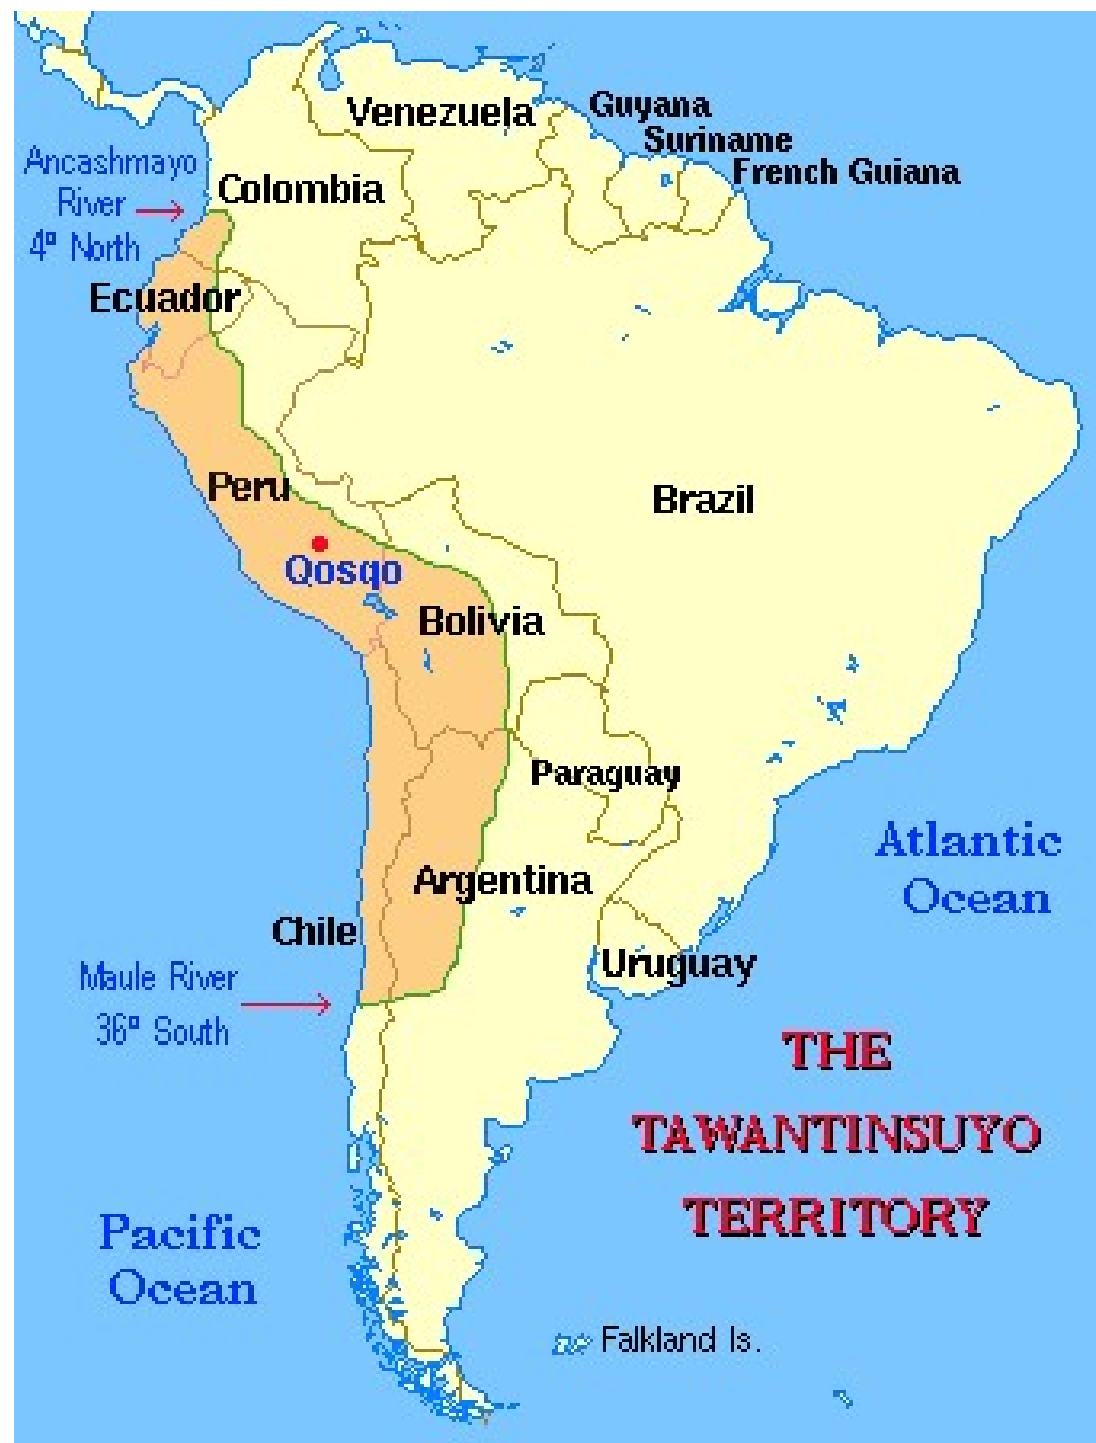 Venezuela
Guyana
Suriname
French Guiana
Ancashmayo
River
4º North
Colombia
Ecuador
Peru
Brazil
Qosqo
Bolivia
Paraguay
Atlantic
Ocean
Argentina
Chile
Uruguay
Maule River
36º South
THE
TAWANTINSUYO
TERRITORY
Pacific
Ocean
Falkland Is.